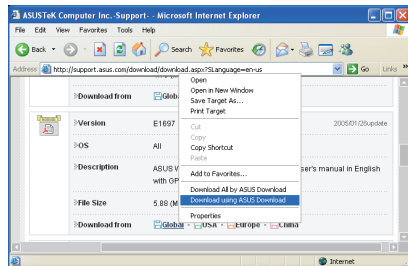 ASUSTeK Computer Inc. -Support- - Microsoft Internet Explorer
File Edit View Favorites Tools Help
Back Search Favorites
Address http://support.asus.com/download/download.aspx?SLanguage=en-us Go Links »
Download from Glob
Version E1697 2005/01/26update
OS All
Description ASUS W ser's manual in English
with GP
File Size 5.88 (M
Download from Global - USA - Europe - China
Open
Open in New Window
Save Target As...
Print Target
Cut
Copy
Copy Shortcut
Paste
Add to Favorites...
Download All by ASUS Download
Download using ASUS Download
Properties
Internet